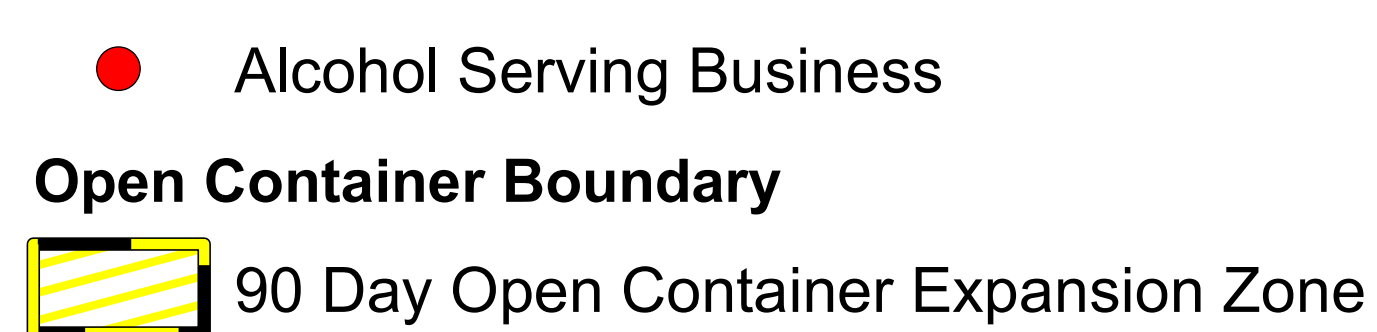 Alcohol Serving Business
Open Container Boundary
90 Day Open Container Expansion Zone